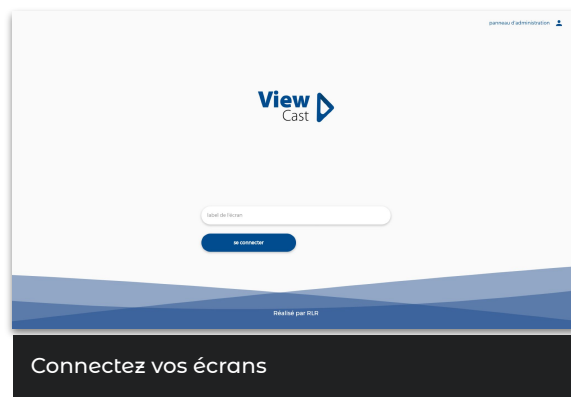 panneau d'administration
View
Cast
label de l'écran
se connecter
Réalisé par RLR
Connectez vos écrans